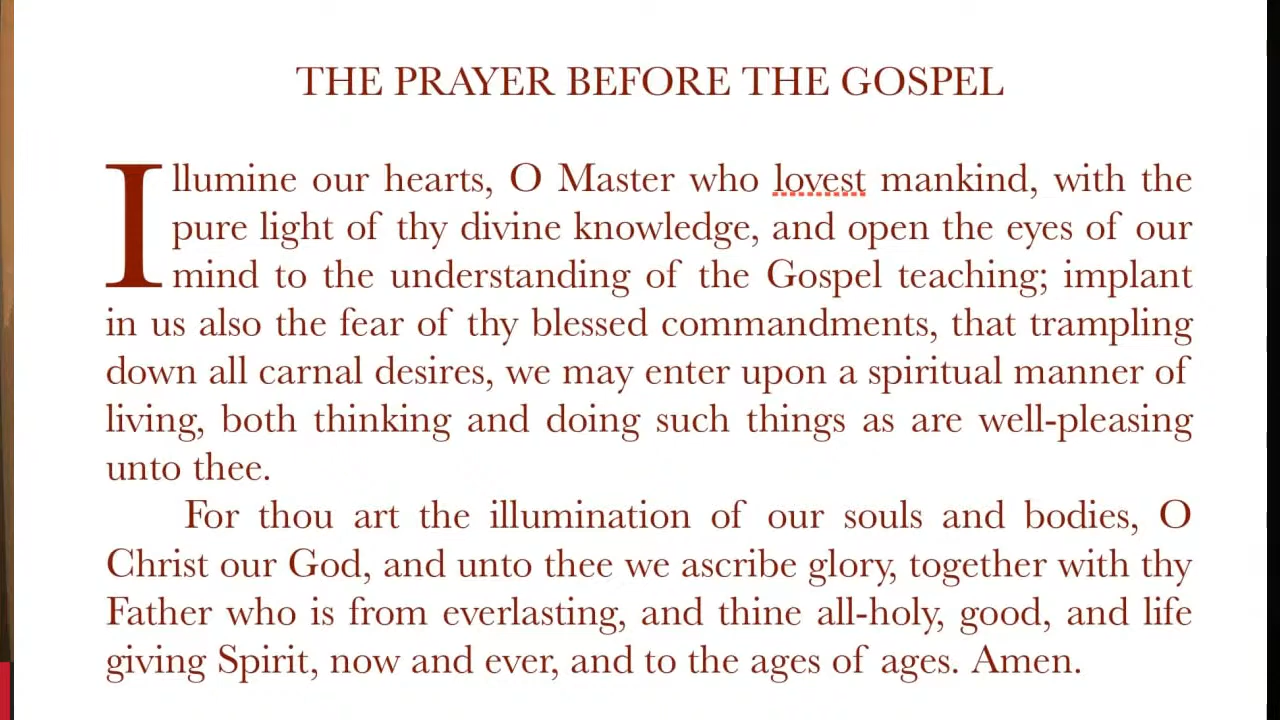 THE PRAYER BEFORE THE GOSPEL
Illumine our hearts, O Master who lovest mankind, with the
pure light of thy divine knowledge, and open the eyes of our
mind to the understanding of the Gospel teaching; implant
in us also the fear of thy blessed commandments, that trampling
down all carnal desires, we may enter upon a spiritual manner of
living, both thinking and doing such things as are well-pleasing
unto thee.
For thou art the illumination of our souls and bodies, O
Christ our God, and unto thee we ascribe glory, together with thy
Father who is from everlasting, and thine all-holy, good, and life
giving Spirit, now and ever, and to the ages of ages. Amen.